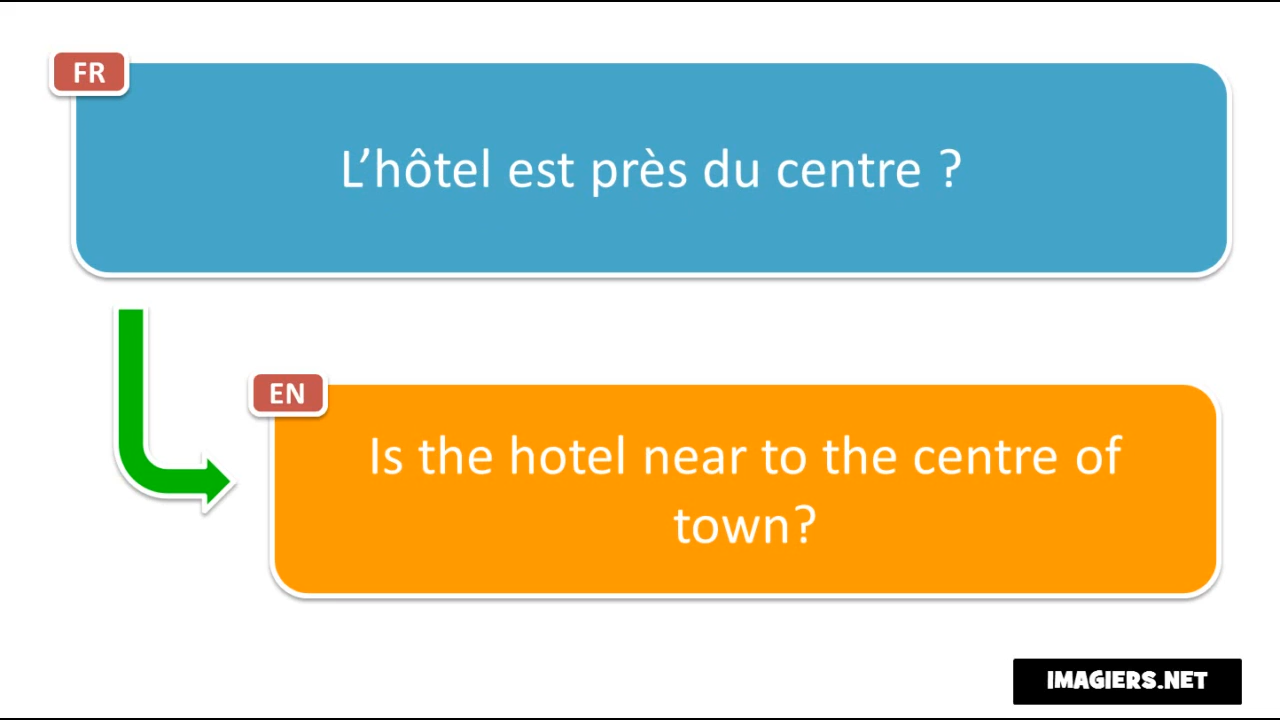 FR
L’hôtel est près du centre ?
EN
Is the hotel near to the centre of
town?
IMAGIERS.NET